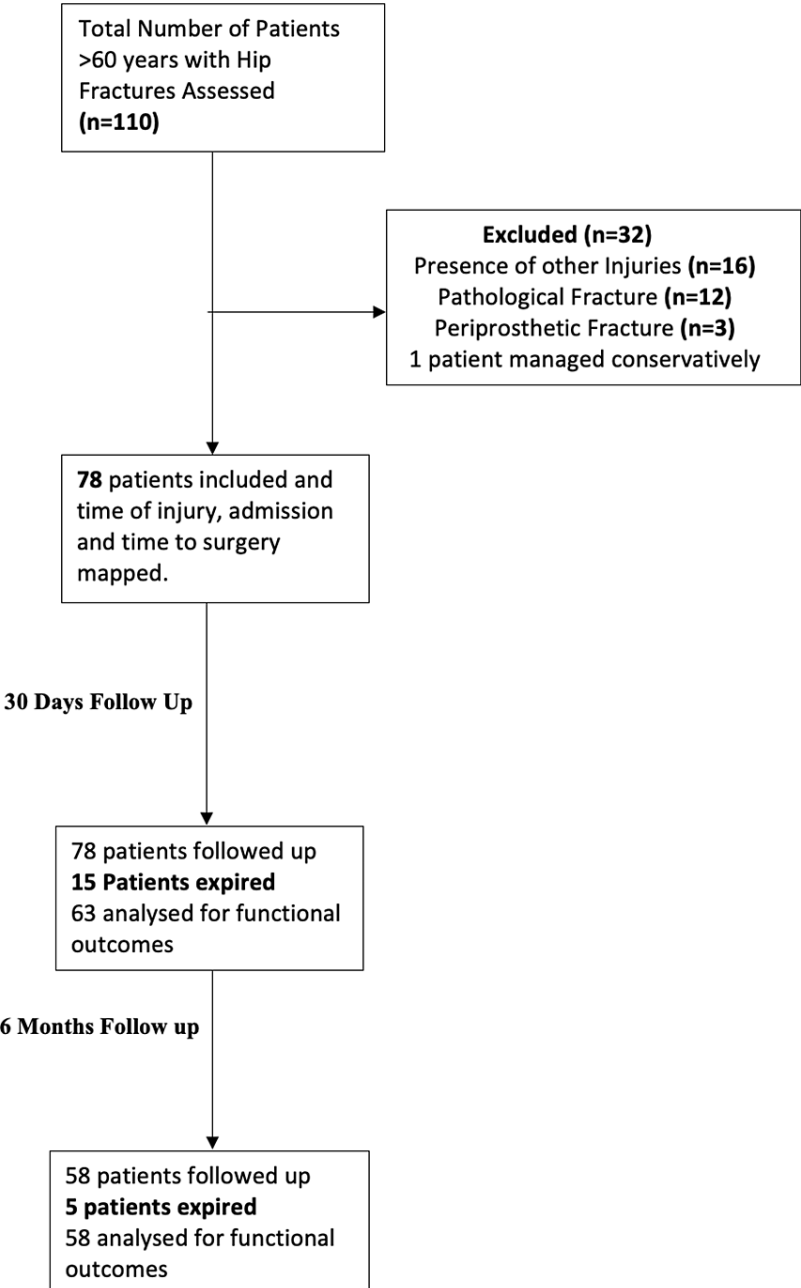 Total Number of Patients
>60 years with Hip
Fractures Assessed
(n=110)
Excluded (n=32)
Presence of other Injuries (n=16)
Pathological Fracture (n=12)
Periprosthetic Fracture (n=3)
1 patient managed conservatively
78 patients included and
time of injury, admission
and time to surgery
mapped.
30 Days Follow Up
78 patients followed up
15 Patients expired
63 analysed for functional
outcomes
6 Months Follow up
58 patients followed up
5 patients expired
58 analysed for functional
outcomes